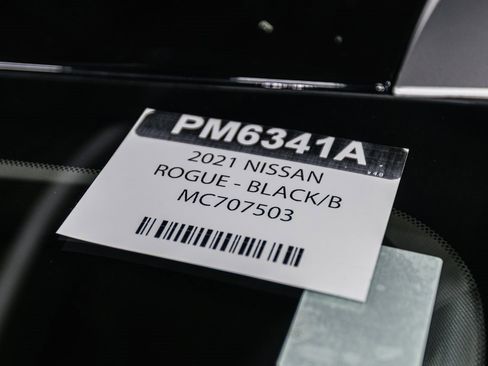 PM6341A
2021 NISSAN
ROGUE - BLACK/B
MC707503